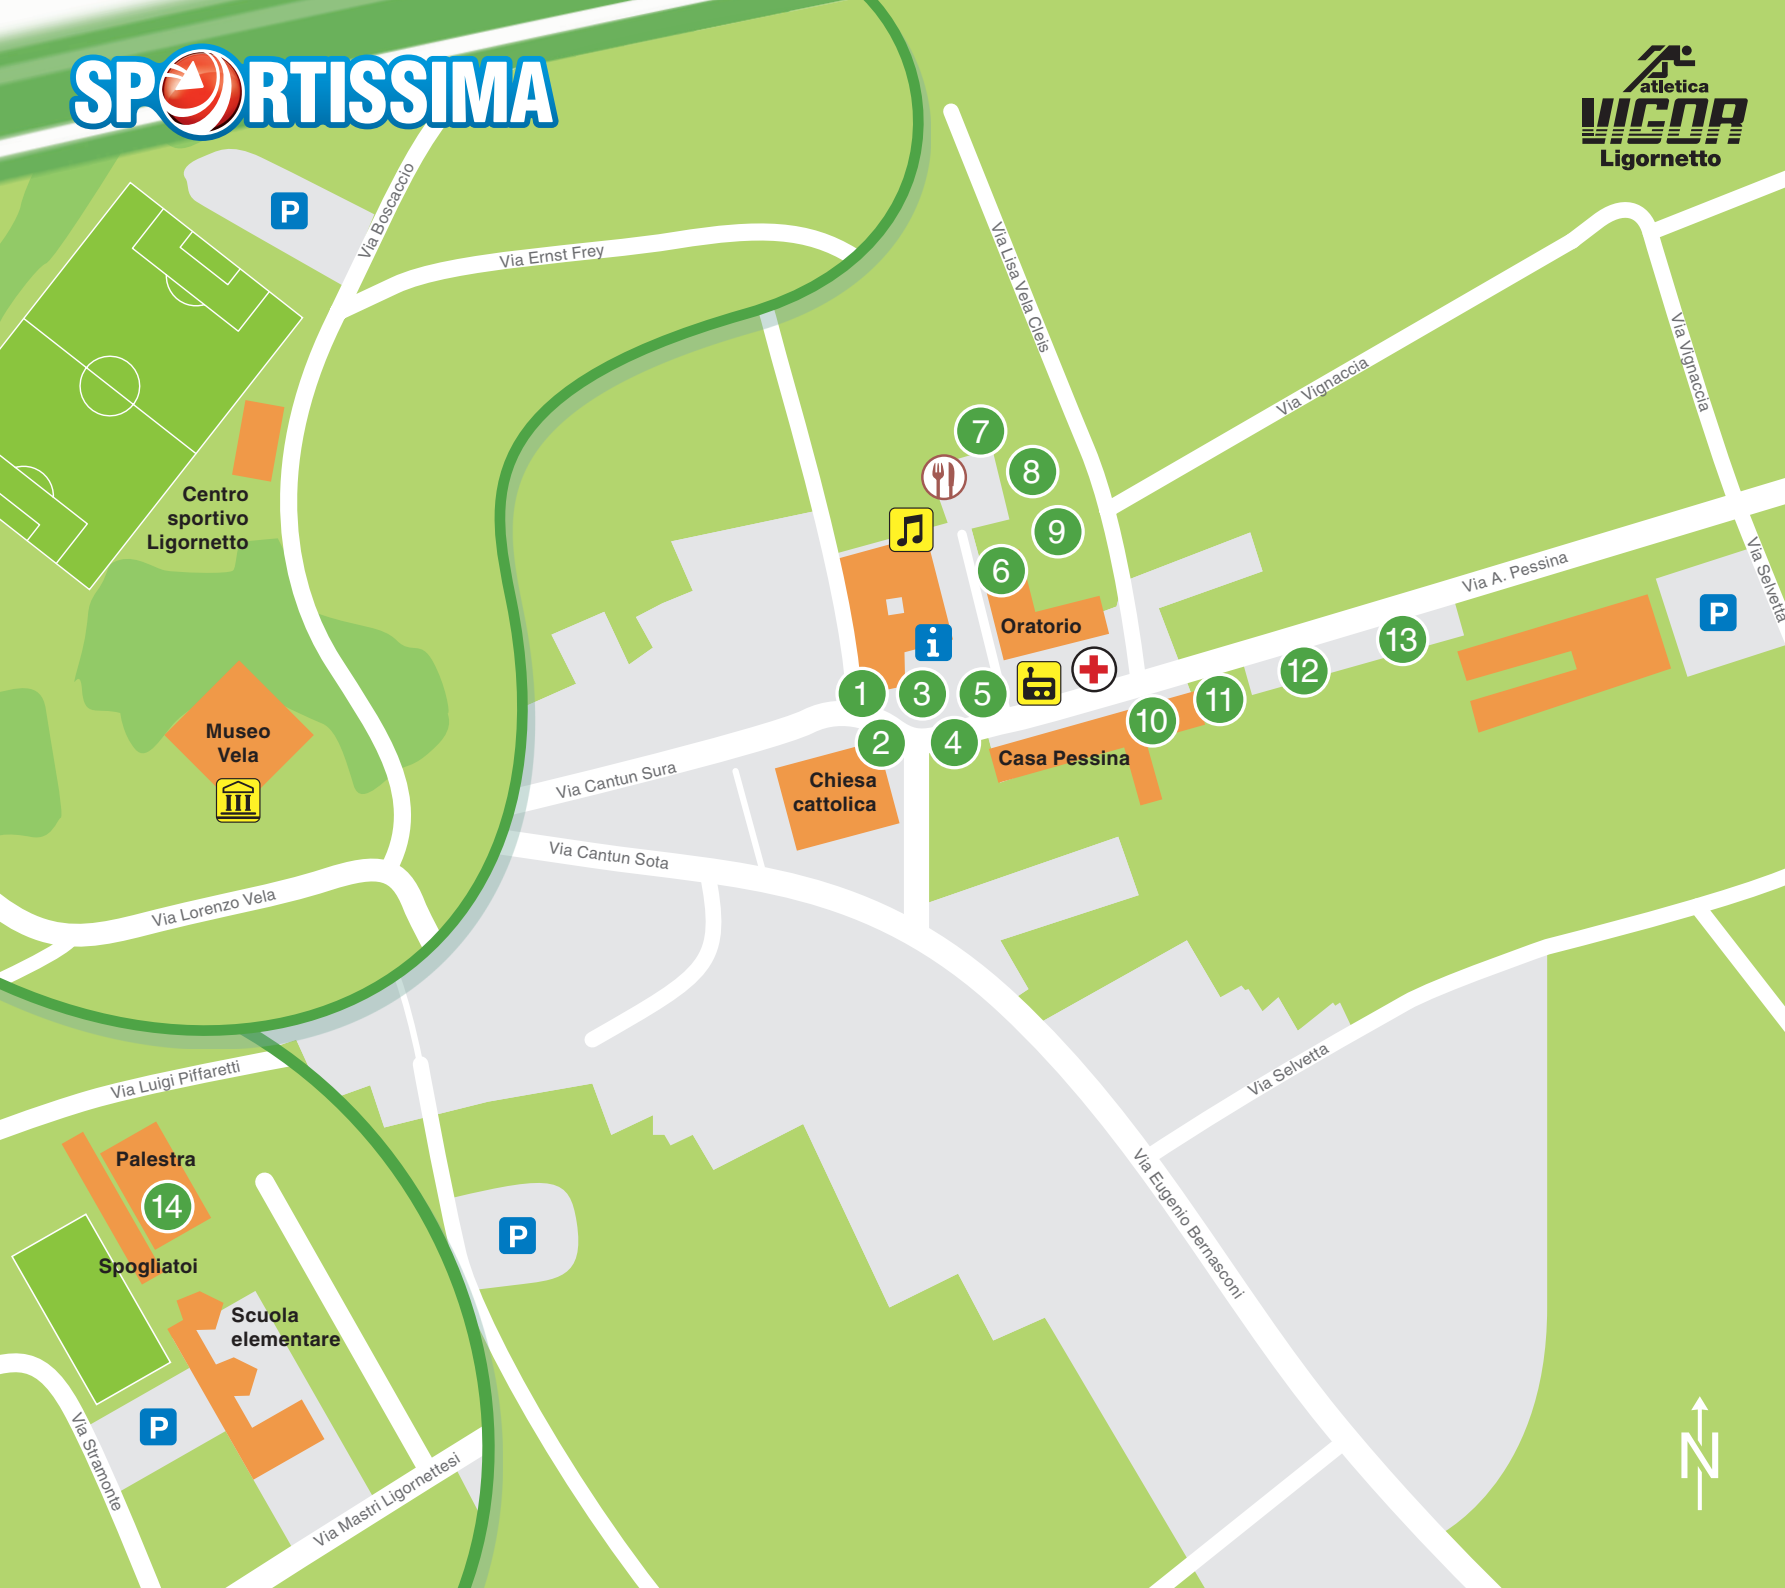 SPORTISSIMA
atletica
VIGOR
Ligornetto
P
Via Boscaccio
Via Ernst Frey
Via Lisa Vela Cleis
Via Vignaccia
Via Vignaccia
Centro
sportivo
Ligornetto
7
8
9
6
Via A. Pessina
Via Selvetta
P
Oratorio
i
13
12
11
10
1
3
5
2
4
Casa Pessina
Museo
Vela
Via Cantun Sura
Chiesa
cattolica
Via Cantun Sota
Via Lorenzo Vela
Via Luigi Piffaretti
Via Selvetta
Via Eugenio Bernasconi
Palestra
14
Spogliatoi
P
Scuola
elementare
P
Via Stramonte
Via Mastri Ligornettesi
N